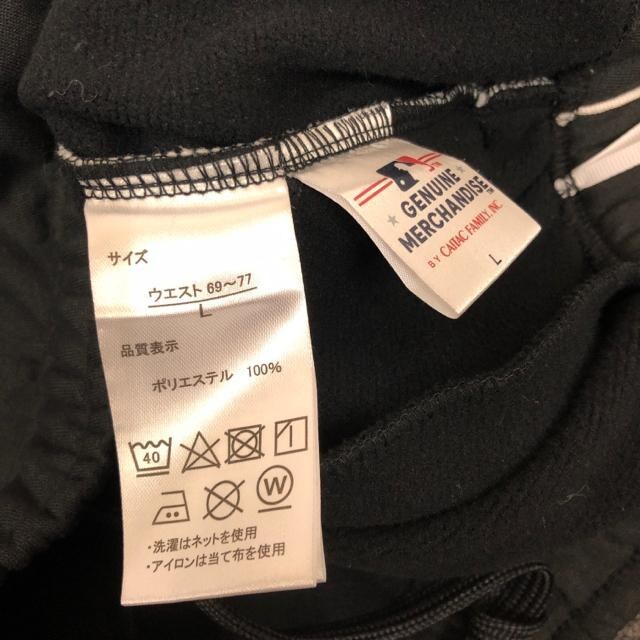 サイズ
ウエスト 69～77
L
品質表示
ポリエステル 100%
40
W
・洗濯はネットを使用
・アイロンは当て布を使用
GENUINE
MERCHANDISE
BY CALIAC FAMILY, INC.
L